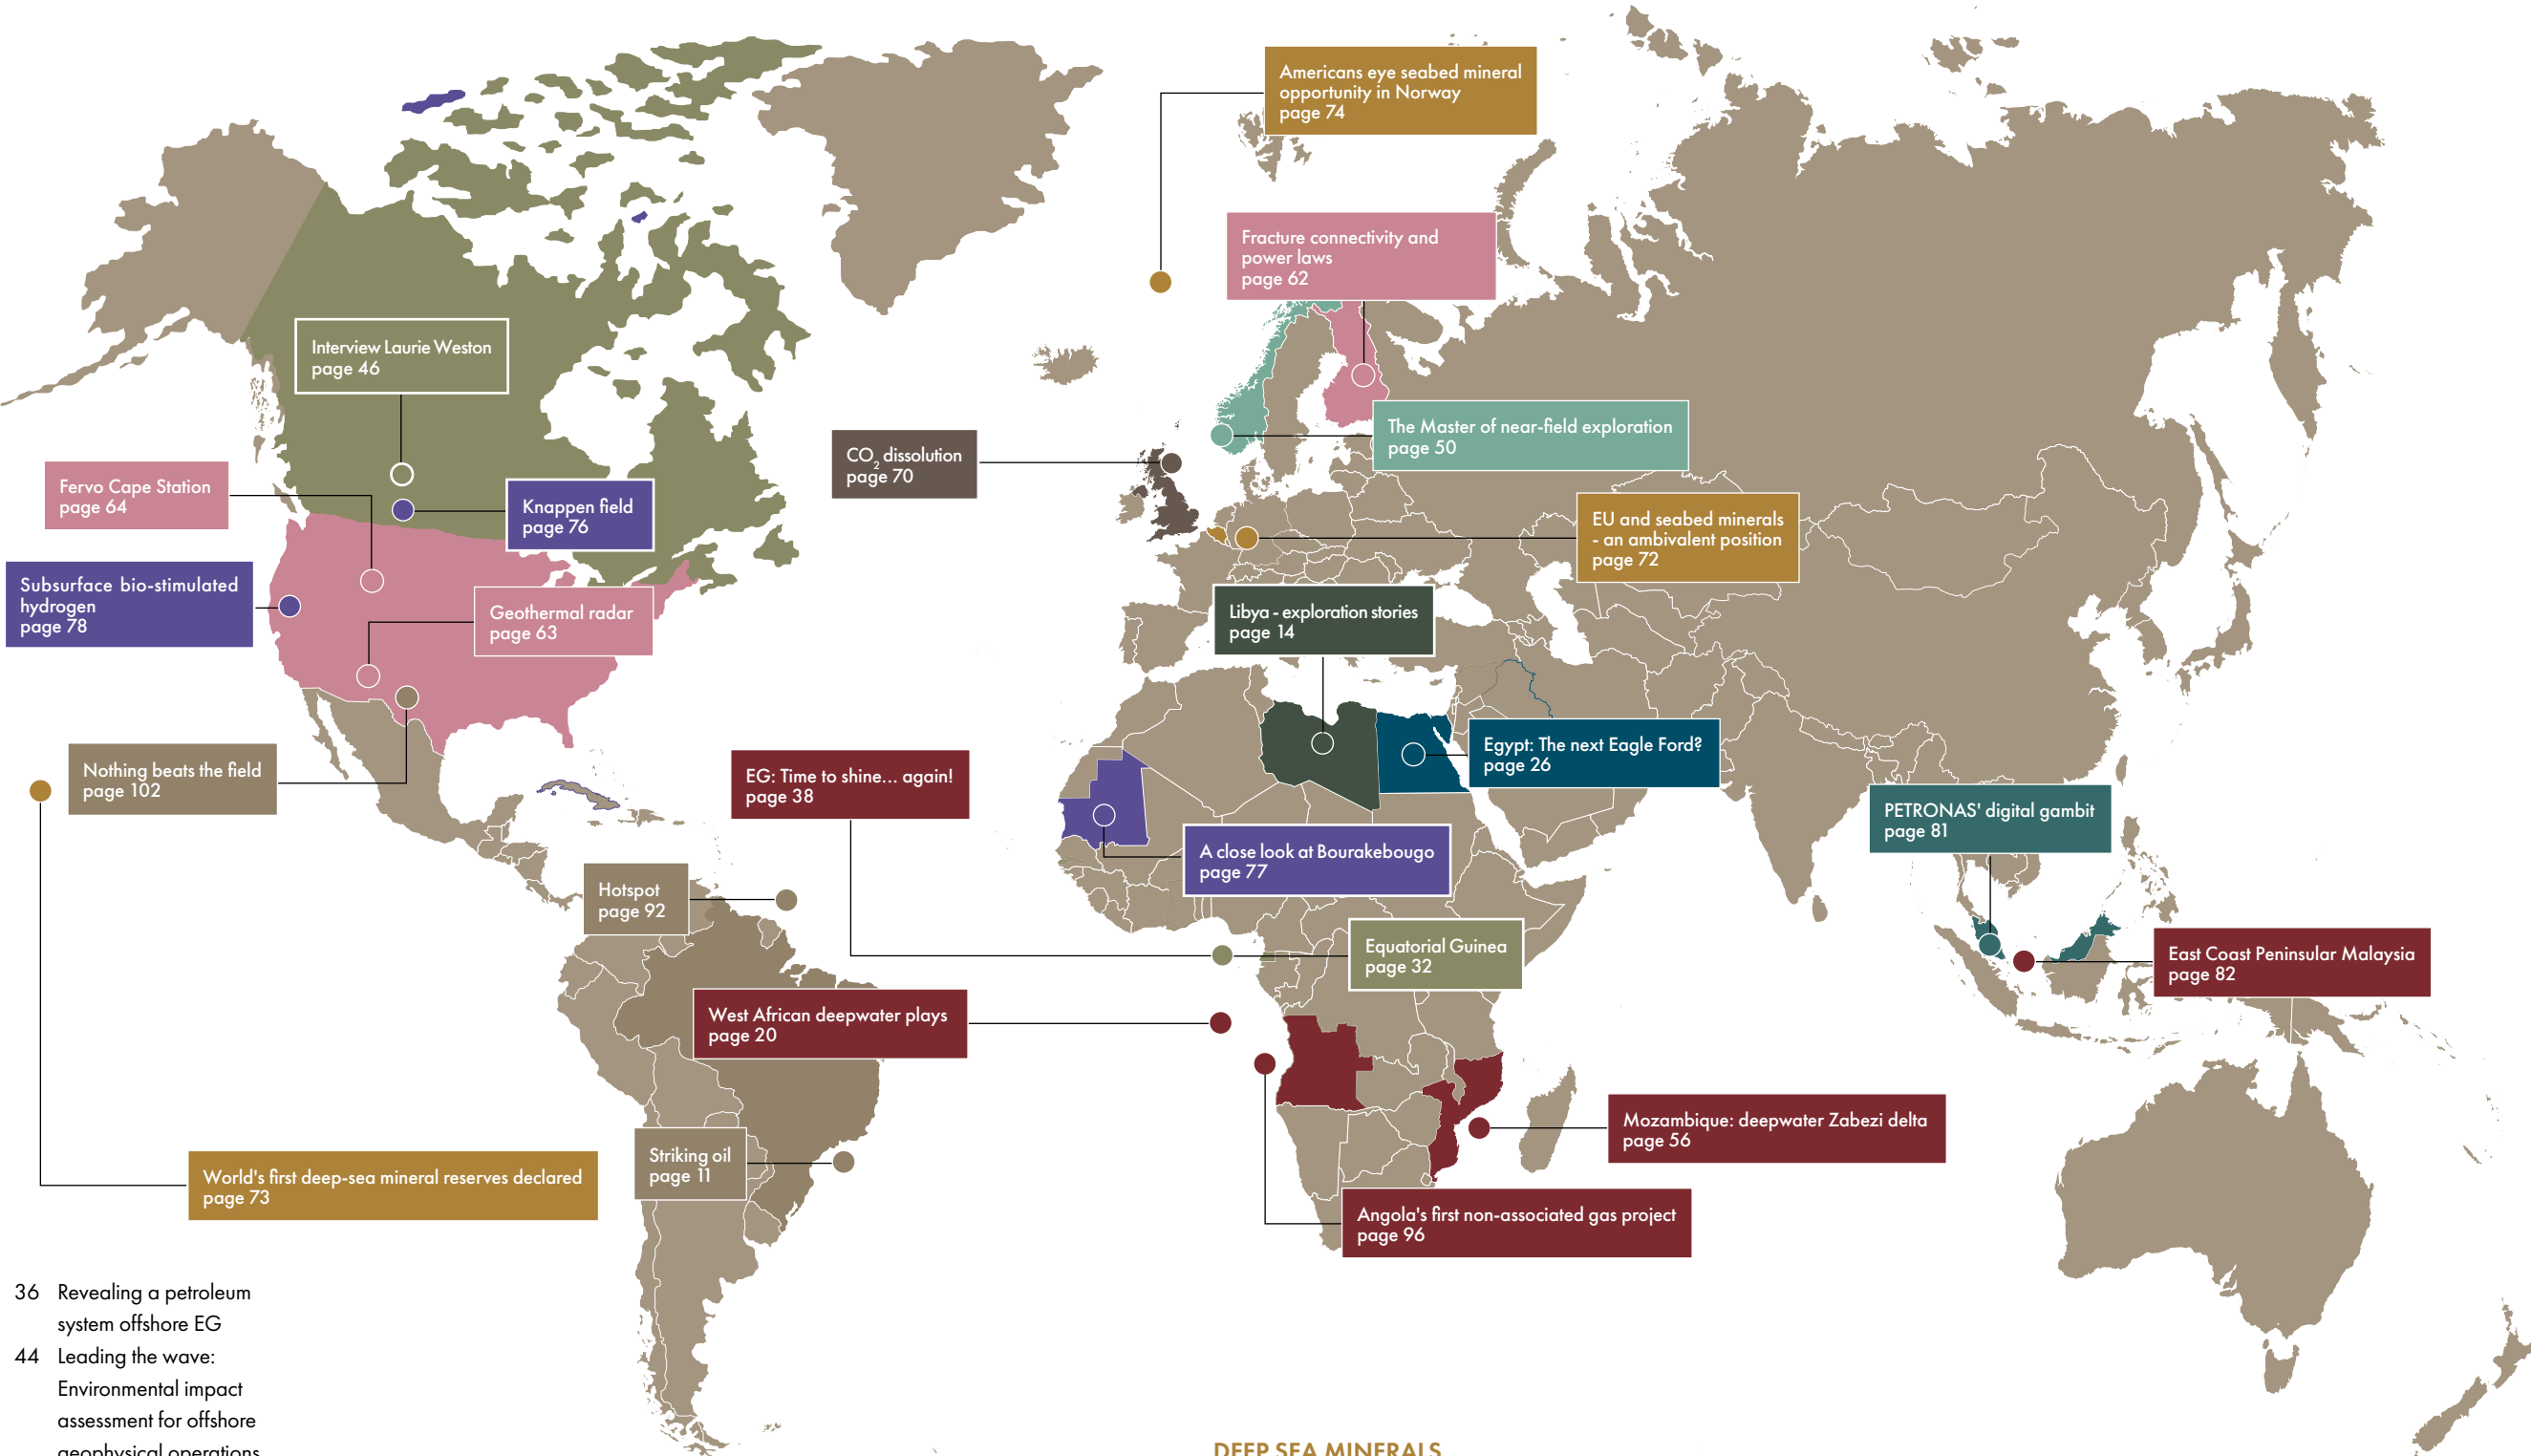 Americans eye seabed mineral
opportunity in Norway
page 74
Fracture connectivity and
power laws
page 62
Interview Laurie Weston
page 46
The Master of near-field exploration
page 50
CO2 dissolution
page 70
Fervo Cape Station
page 64
Knappen field
page 76
EU and seabed minerals
- an ambivalent position
page 72
Subsurface bio-stimulated
hydrogen
page 78
Geothermal radar
page 63
Libya - exploration stories
page 14
Egypt: The next Eagle Ford?
page 26
Nothing beats the field
page 102
EG: Time to shine... again!
page 38
PETRONAS' digital gambit
page 81
A close look at Bourakebougo
page 77
Hotspot
page 92
Equatorial Guinea
page 32
East Coast Peninsular Malaysia
page 82
West African deepwater plays
page 20
Mozambique: deepwater Zabezi delta
page 56
Striking oil
page 11
World's first deep-sea mineral reserves declared
page 73
Angola's first non-associated gas project
page 96
36 Revealing a petroleum
system offshore EG
44 Leading the wave:
Environmental impact
assessment for offshore
geophysical operations
DEEP SEA MINERALS